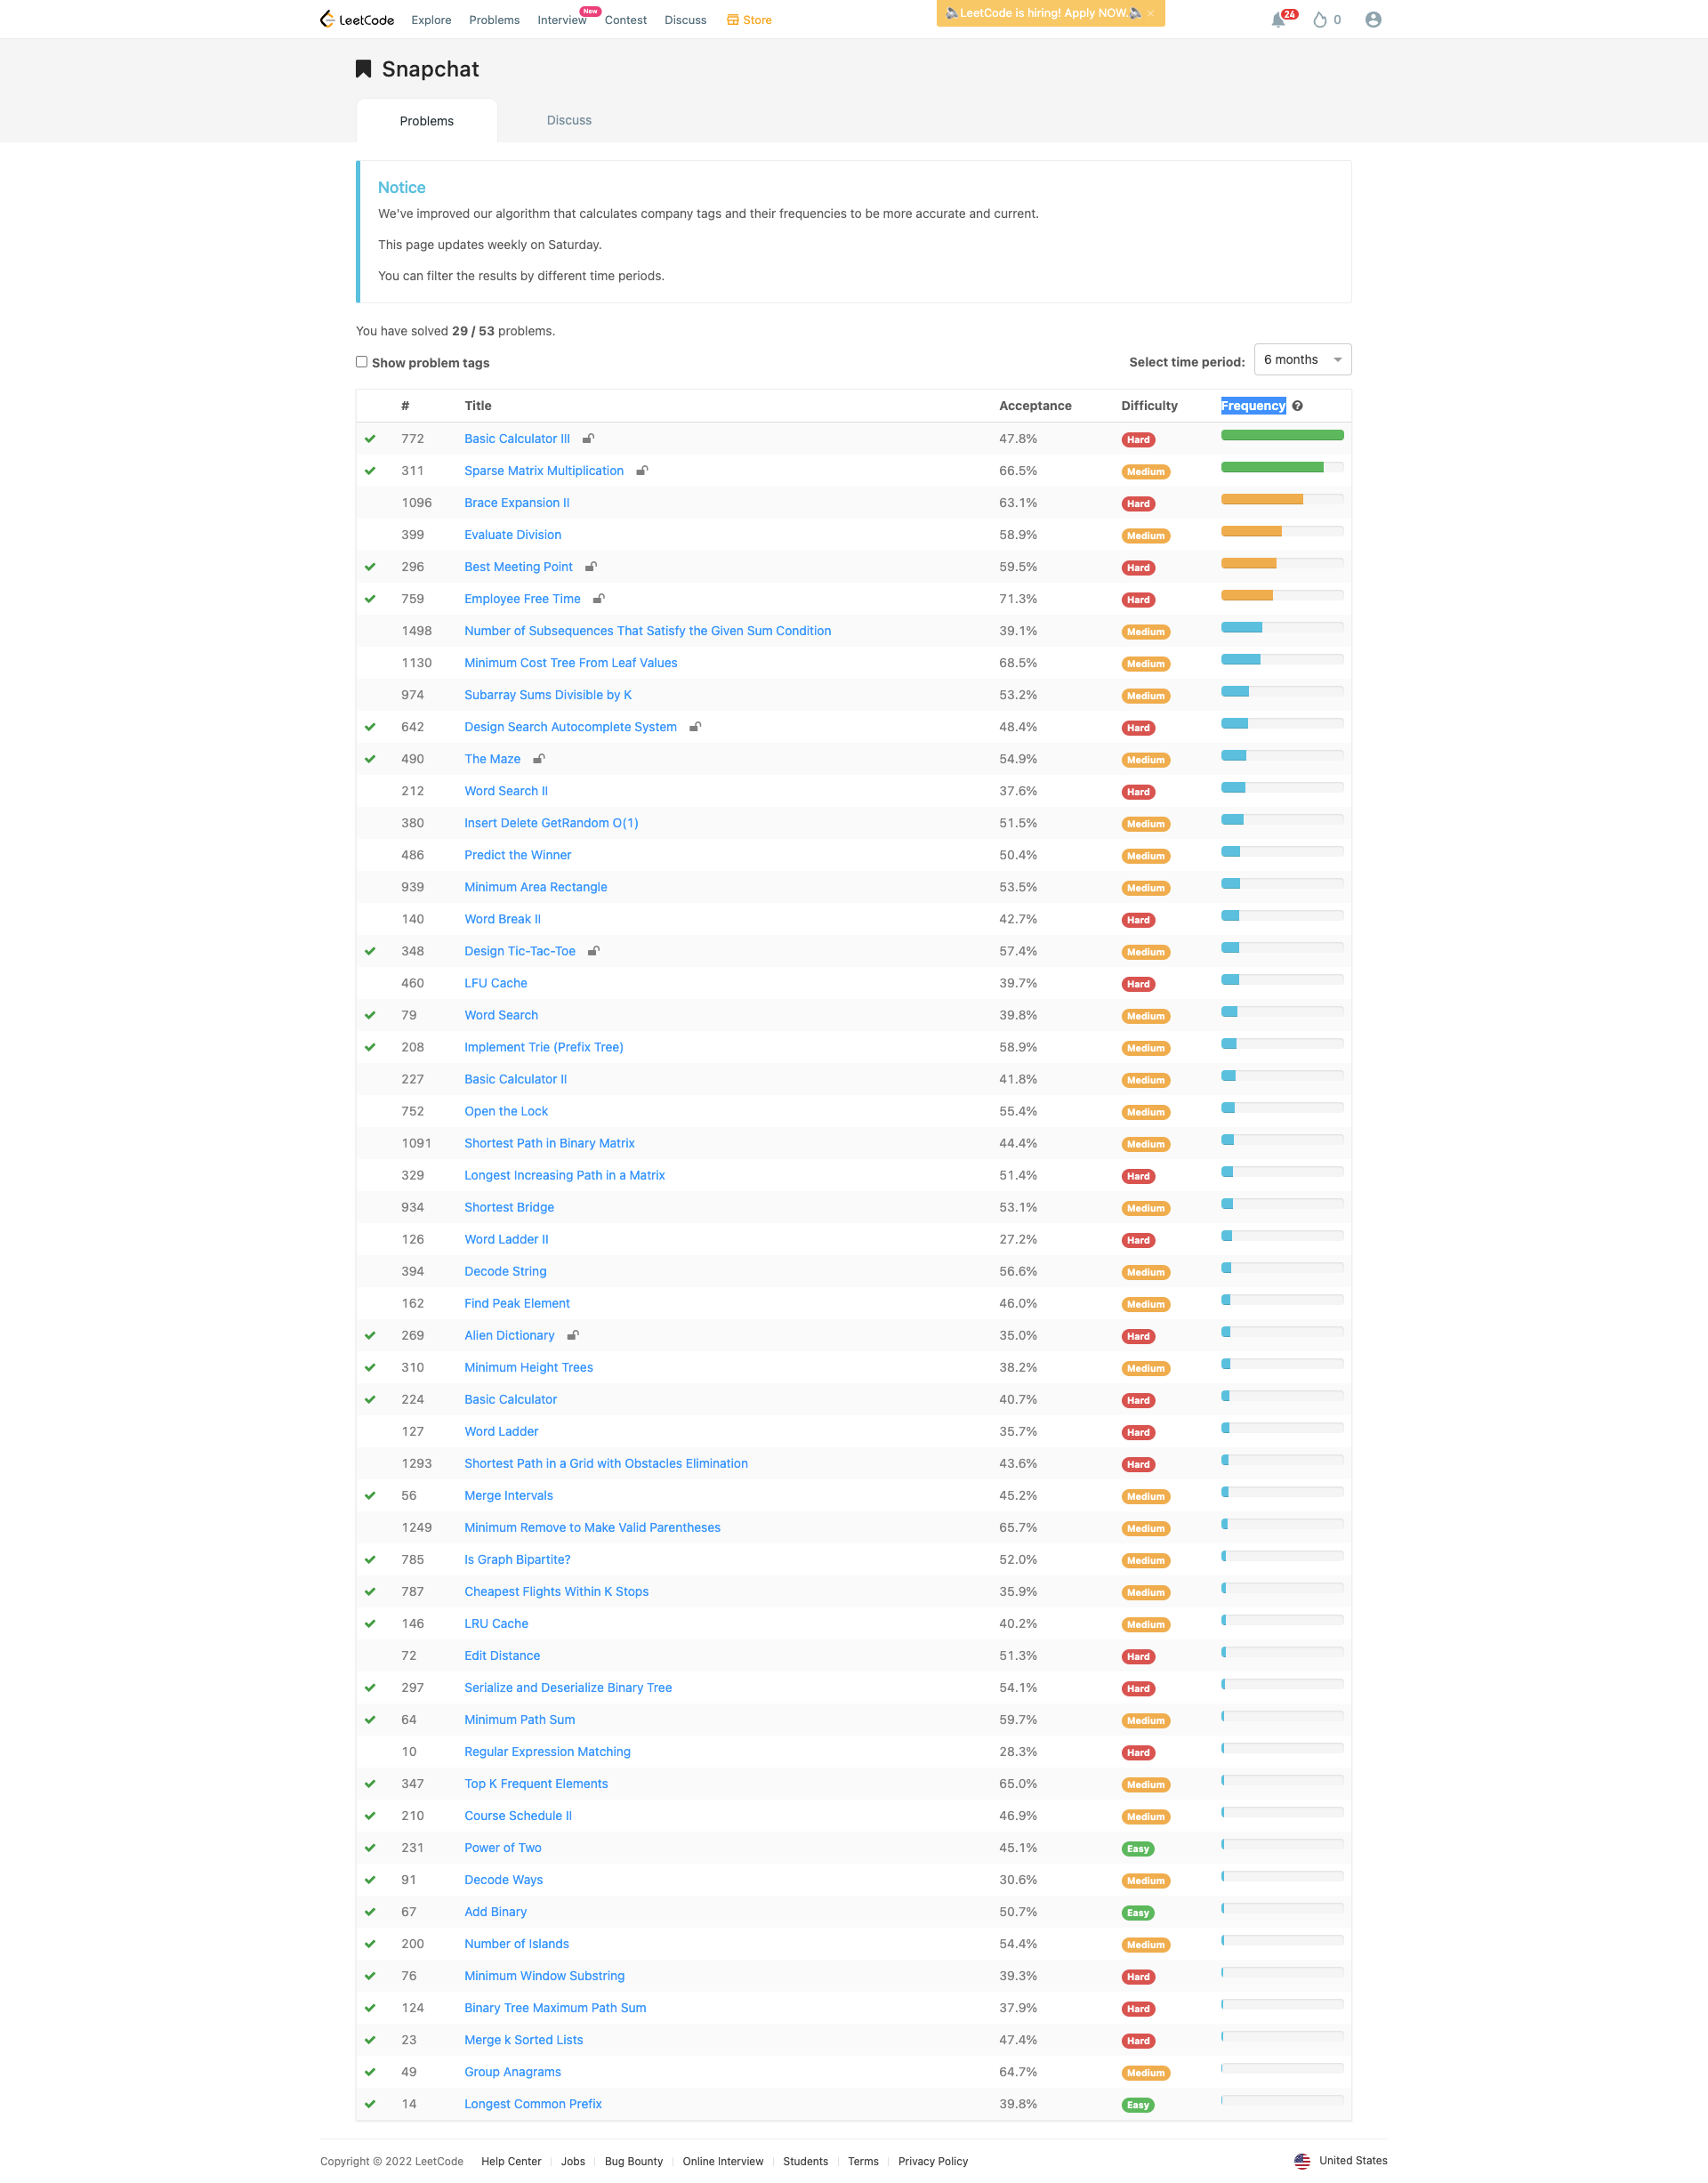 LeetCode Explore Problems Interview New Contest Discuss Store LeetCode is hiring! Apply NOW. × 24 0
Snapchat
Problems Discuss
Notice
We've improved our algorithm that calculates company tags and their frequencies to be more accurate and current.
This page updates weekly on Saturday.
You can filter the results by different time periods.
You have solved 29 / 53 problems.
Show problem tags Select time period: 6 months
# Title Acceptance Difficulty Frequency ?
772 Basic Calculator III 47.8% Hard
311 Sparse Matrix Multiplication 66.5% Medium
1096 Brace Expansion II 63.1% Hard
399 Evaluate Division 58.9% Medium
296 Best Meeting Point 59.5% Hard
759 Employee Free Time 71.3% Hard
1498 Number of Subsequences That Satisfy the Given Sum Condition 39.1% Medium
1130 Minimum Cost Tree From Leaf Values 68.5% Medium
974 Subarray Sums Divisible by K 53.2% Medium
642 Design Search Autocomplete System 48.4% Hard
490 The Maze 54.9% Medium
212 Word Search II 37.6% Hard
380 Insert Delete GetRandom O(1) 51.5% Medium
486 Predict the Winner 50.4% Medium
939 Minimum Area Rectangle 53.5% Medium
140 Word Break II 42.7% Hard
348 Design Tic-Tac-Toe 57.4% Medium
460 LFU Cache 39.7% Hard
79 Word Search 39.8% Medium
208 Implement Trie (Prefix Tree) 58.9% Medium
227 Basic Calculator II 41.8% Medium
752 Open the Lock 55.4% Medium
1091 Shortest Path in Binary Matrix 44.4% Medium
329 Longest Increasing Path in a Matrix 51.4% Hard
934 Shortest Bridge 53.1% Medium
126 Word Ladder II 27.2% Hard
394 Decode String 56.6% Medium
162 Find Peak Element 46.0% Medium
269 Alien Dictionary 35.0% Hard
310 Minimum Height Trees 38.2% Medium
224 Basic Calculator 40.7% Hard
127 Word Ladder 35.7% Hard
1293 Shortest Path in a Grid with Obstacles Elimination 43.6% Hard
56 Merge Intervals 45.2% Medium
1249 Minimum Remove to Make Valid Parentheses 65.7% Medium
785 Is Graph Bipartite? 52.0% Medium
787 Cheapest Flights Within K Stops 35.9% Medium
146 LRU Cache 40.2% Medium
72 Edit Distance 51.3% Hard
297 Serialize and Deserialize Binary Tree 54.1% Hard
64 Minimum Path Sum 59.7% Medium
10 Regular Expression Matching 28.3% Hard
347 Top K Frequent Elements 65.0% Medium
210 Course Schedule II 46.9% Medium
231 Power of Two 45.1% Easy
91 Decode Ways 30.6% Medium
67 Add Binary 50.7% Easy
200 Number of Islands 54.4% Medium
76 Minimum Window Substring 39.3% Hard
124 Binary Tree Maximum Path Sum 37.9% Hard
23 Merge k Sorted Lists 47.4% Hard
49 Group Anagrams 64.7% Medium
14 Longest Common Prefix 39.8% Easy
Copyright © 2022 LeetCode Help Center | Jobs | Bug Bounty | Online Interview | Students | Terms | Privacy Policy United States